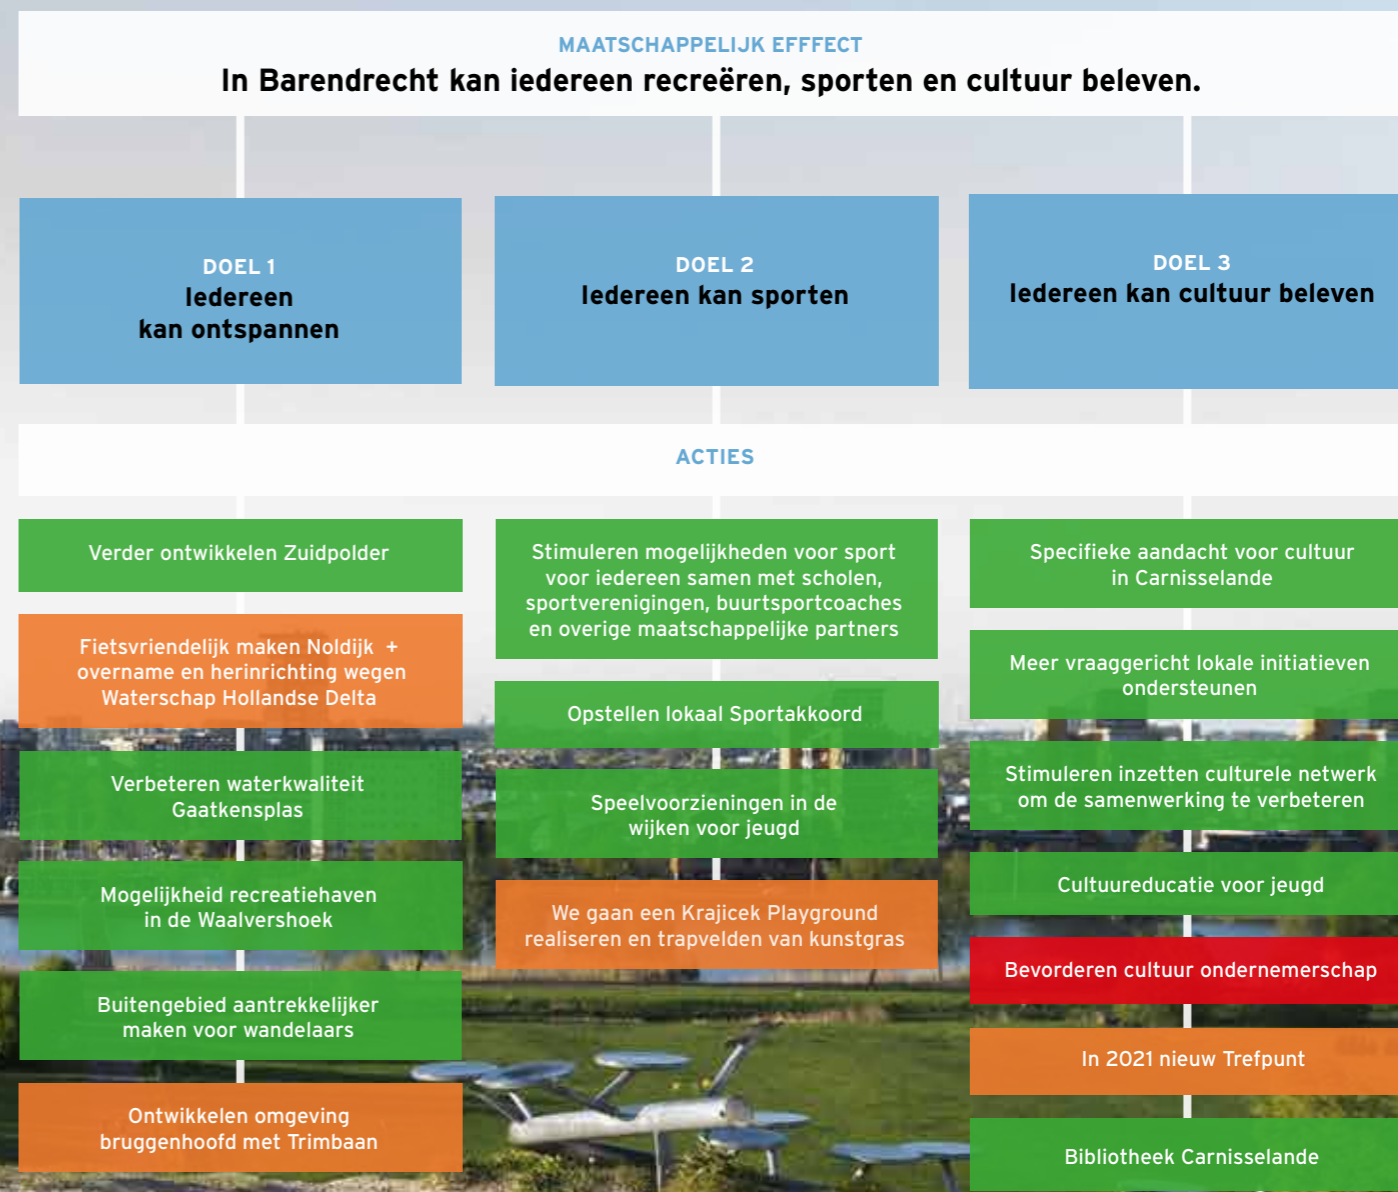 MAATSCHAPPELIJK EFFFECT
In Barendrecht kan iedereen recreëren, sporten en cultuur beleven.
DOEL 1
Iedereen
kan ontspannen
DOEL 2
Iedereen kan sporten
DOEL 3
Iedereen kan cultuur beleven
ACTIES
Verder ontwikkelen Zuidpolder
Fietsvriendelijk maken Noldijk +
overname en herinrichting wegen
Waterschap Hollandse Delta
Verbeteren waterkwaliteit
Gaatkensplas
Mogelijkheid recreatiehaven
in de Waalvershoek
Buitengebied aantrekkelijker
maken voor wandelaars
Ontwikkelen omgeving
bruggenhoofd met Trimbaan
Stimuleren mogelijkheden voor sport
voor iedereen samen met scholen,
sportverenigingen, buurtsportcoaches
en overige maatschappelijke partners
Opstellen lokaal Sportakkoord
Speelvoorzieningen in de
wijken voor jeugd
We gaan een Krajicek Playground
realiseren en trapvelden van kunstgras
Specifieke aandacht voor cultuur
in Carnisselande
Meer vraaggericht lokale initiatieven
ondersteunen
Stimuleren inzetten culturele netwerk
om de samenwerking te verbeteren
Cultuureducatie voor jeugd
Bevorderen cultuur ondernemerschap
In 2021 nieuw Trefpunt
Bibliotheek Carnisselande